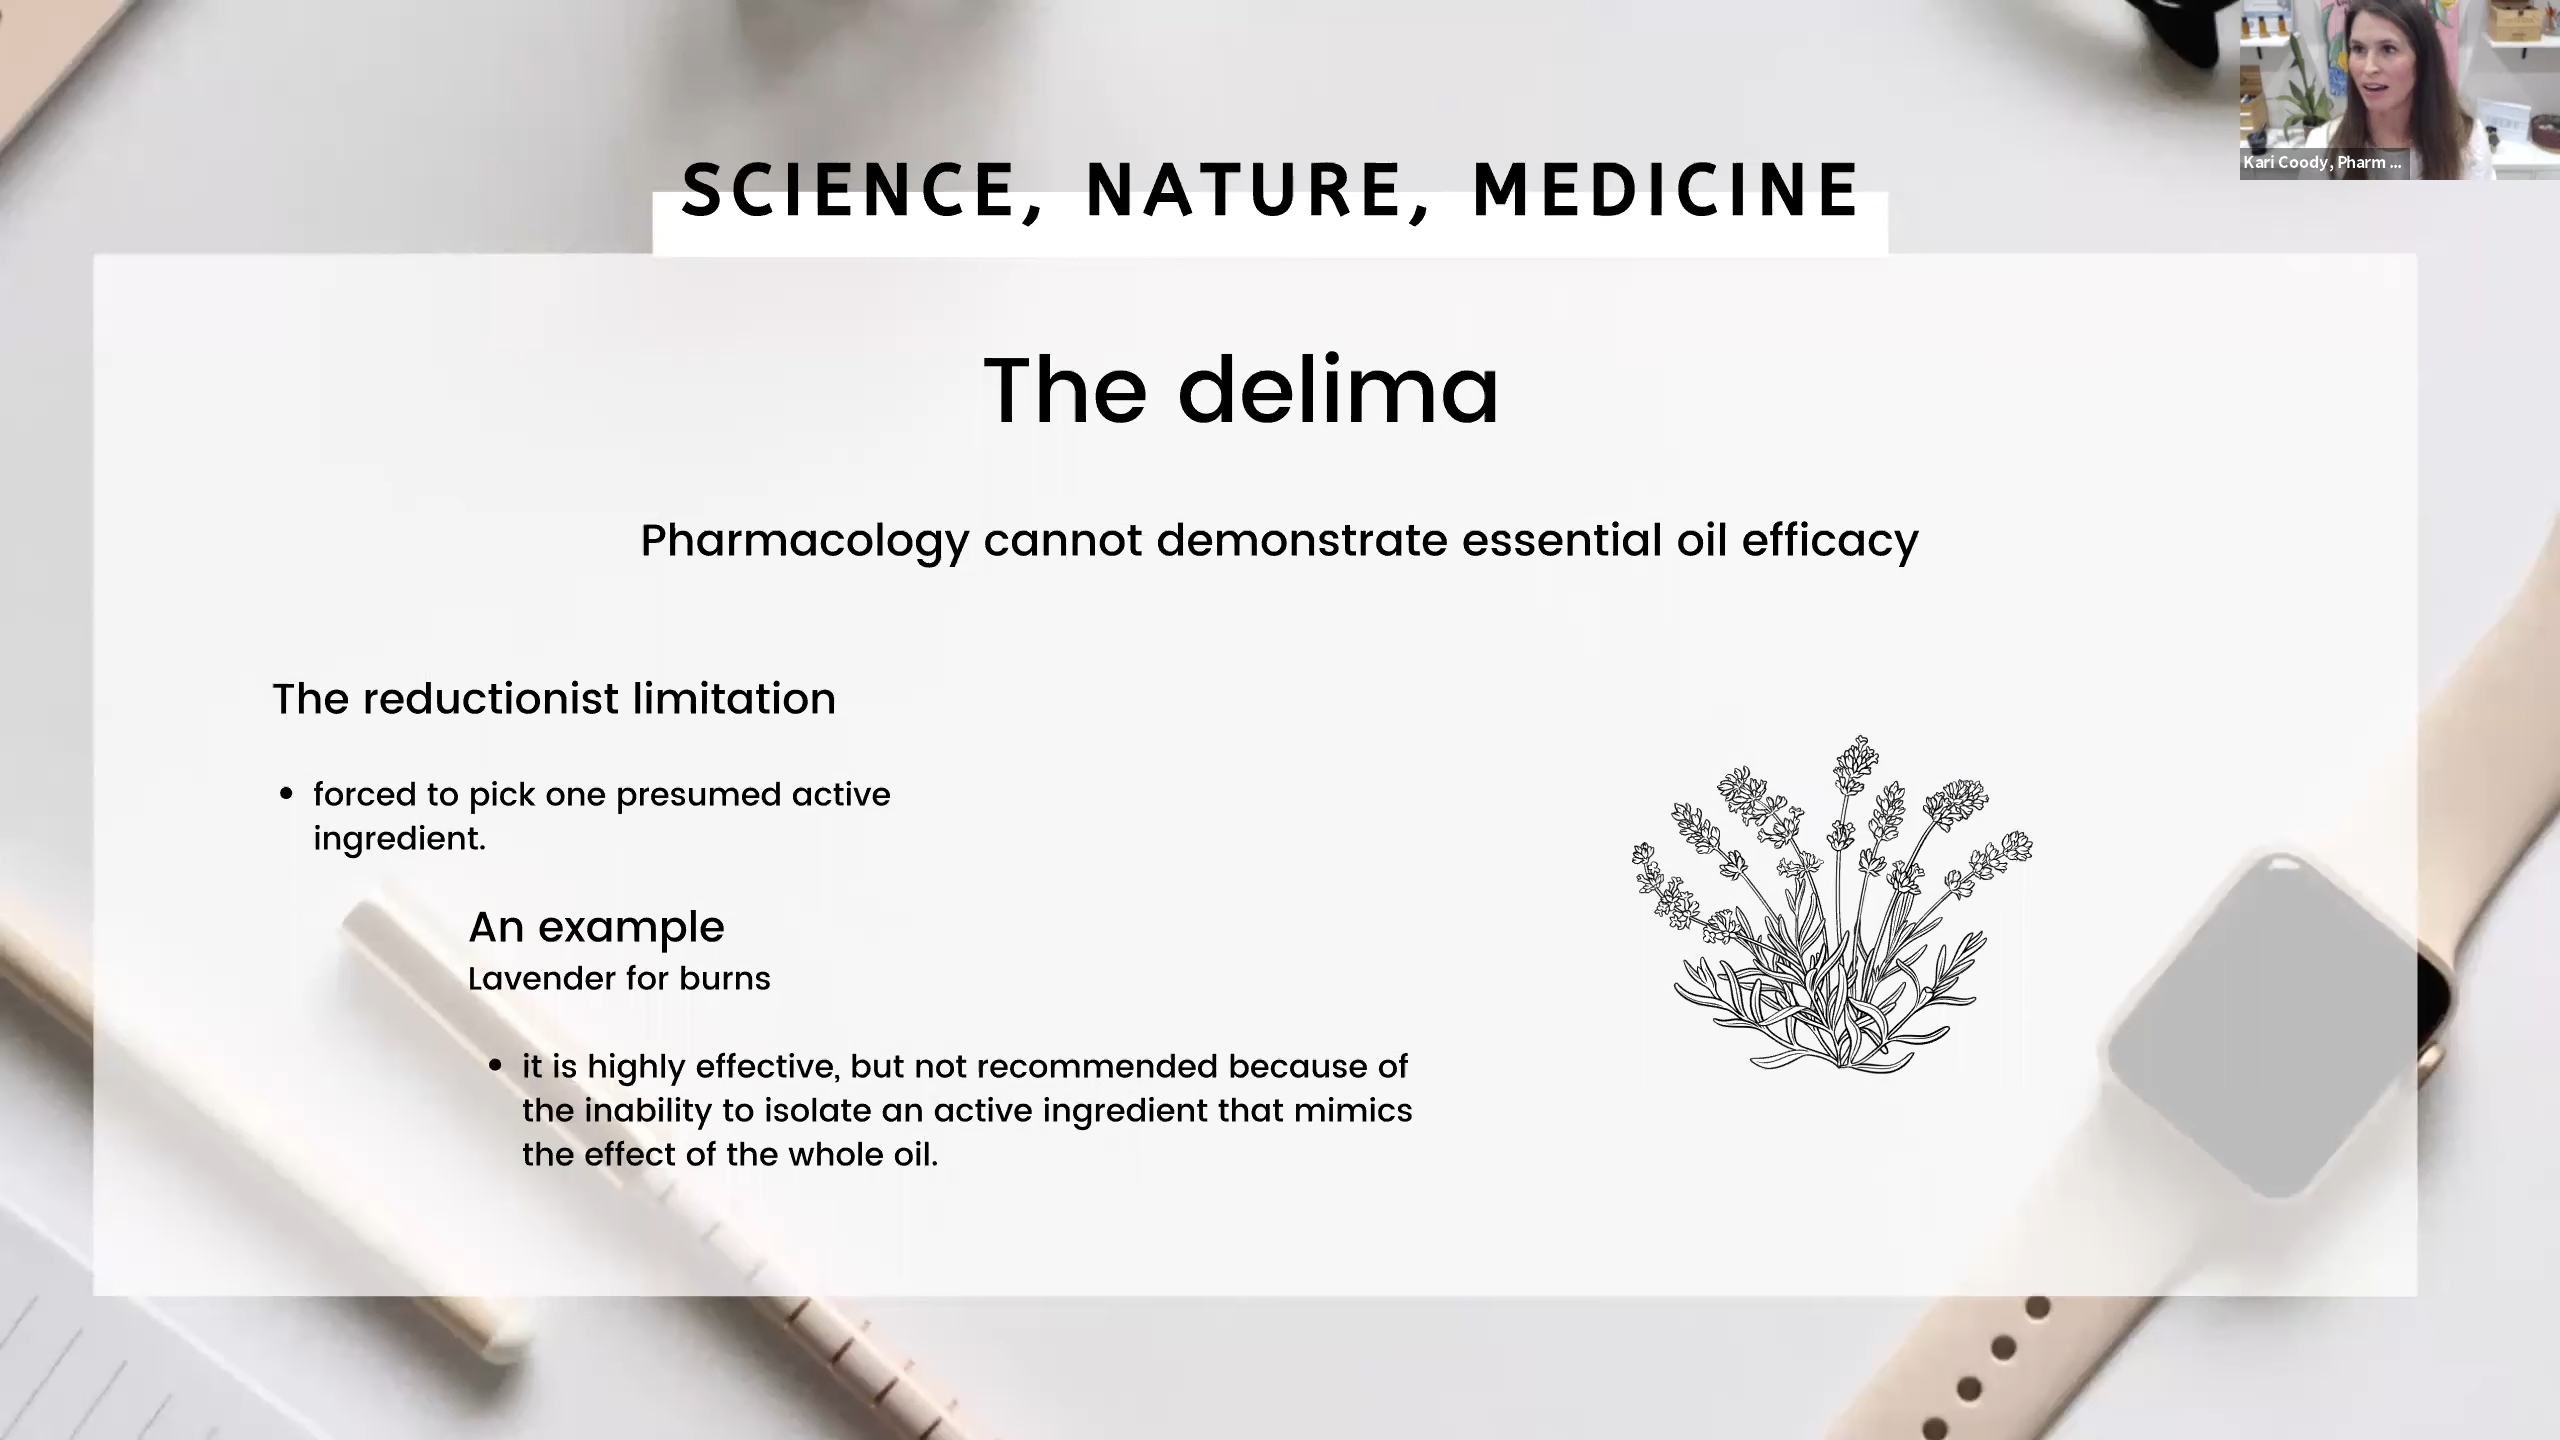 Kari Coody, Pharm ...
SCIENCE, NATURE, MEDICINE
The delima
Pharmacology cannot demonstrate essential oil efficacy
The reductionist limitation
• forced to pick one presumed active
ingredient.
An example
Lavender for burns
• it is highly effective, but not recommended because of
the inability to isolate an active ingredient that mimics
the effect of the whole oil.